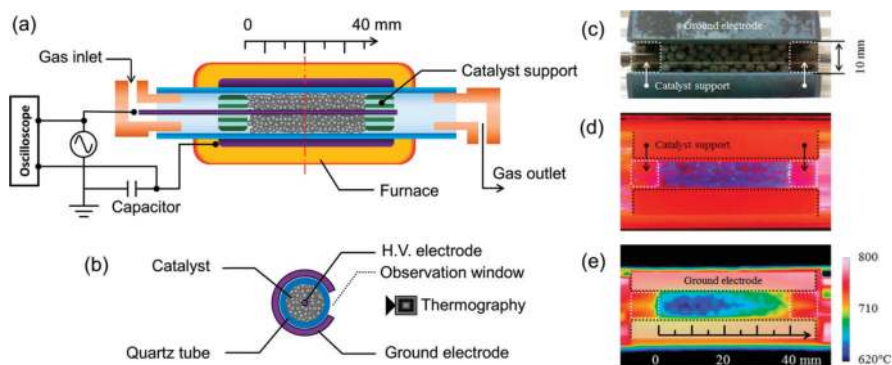 (a)
0 40 mm
Gas inlet
Catalyst support
Oscilloscope
Capacitor
Furnace
Gas outlet
(b)
Catalyst
H.V. electrode
Observation window
Thermography
Quartz tube
Ground electrode
(c)
Ground electrode
Catalyst support
10 mm
(d)
Catalyst support
(e)
Ground electrode
0 20 40 mm
800
710
620°C